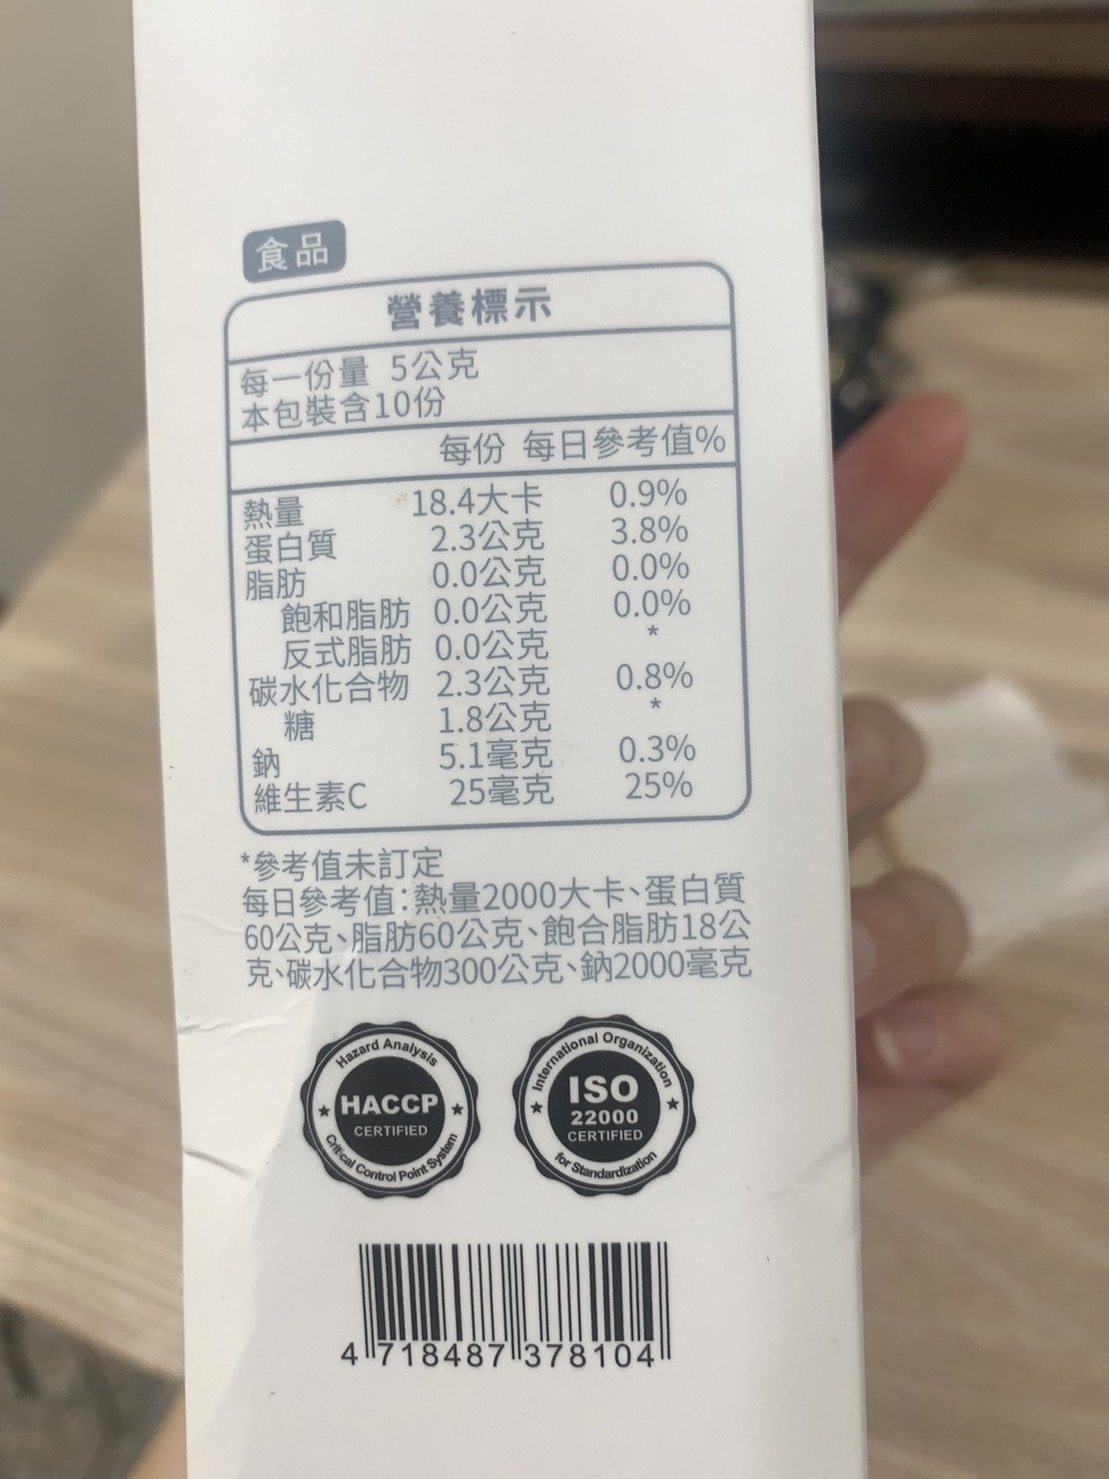 食品
營養標示
每一份量 5公克
本包裝含10份
每份 每日參考值%
熱量 18.4大卡 0.9%
蛋白質 2.3公克 3.8%
脂肪 0.0公克 0.0%
飽和脂肪 0.0公克 0.0%
反式脂肪 0.0公克 *
碳水化合物 2.3公克 0.8%
糖 1.8公克 *
鈉 5.1毫克 0.3%
維生素C 25毫克 25%
*參考值未訂定
每日參考值:熱量2000大卡、蛋白質
60公克、脂肪60公克、飽合脂肪18公
克、碳水化合物300公克、鈉2000毫克
Hazard Analysis
HACCP
CERTIFIED
Critical Control Point System
International Organization
ISO
22000
CERTIFIED
for Standardization
4 718487 378104